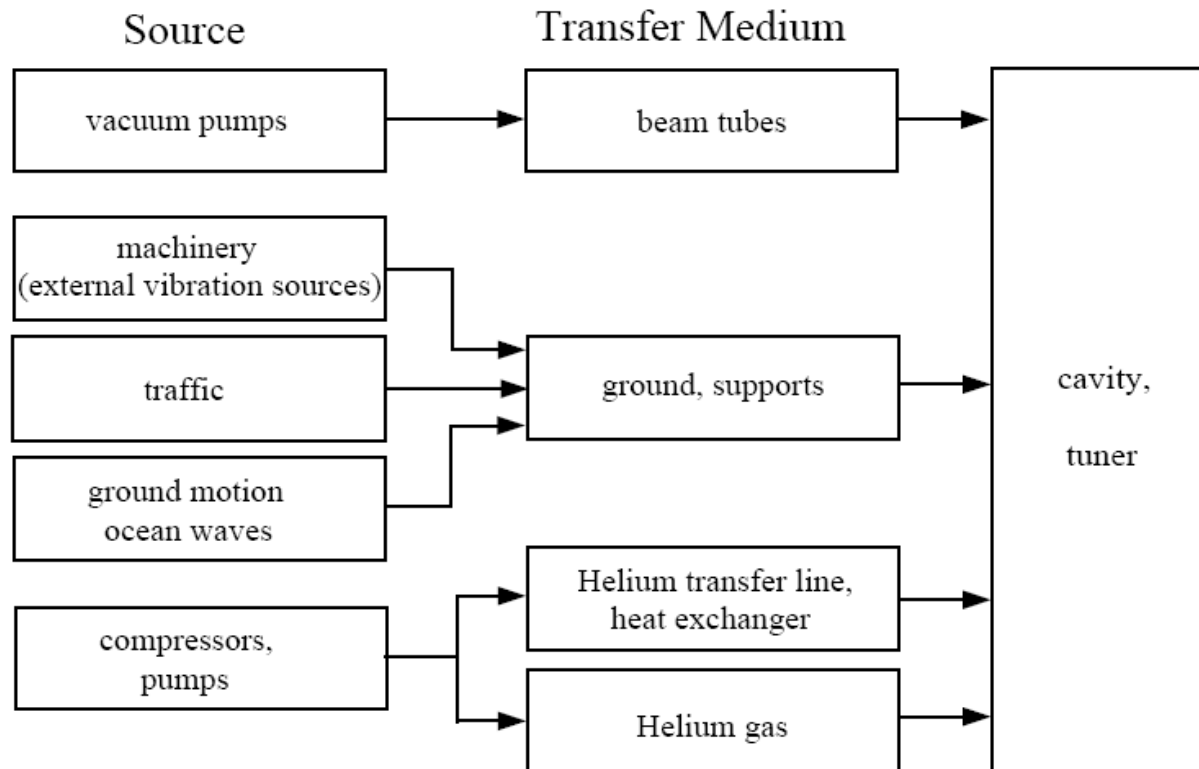 Source
Transfer Medium
vacuum pumps
beam tubes
machinery
(external vibration sources)
traffic
ground, supports
cavity,
tuner
ground motion
ocean waves
Helium transfer line,
heat exchanger
compressors,
pumps
Helium gas